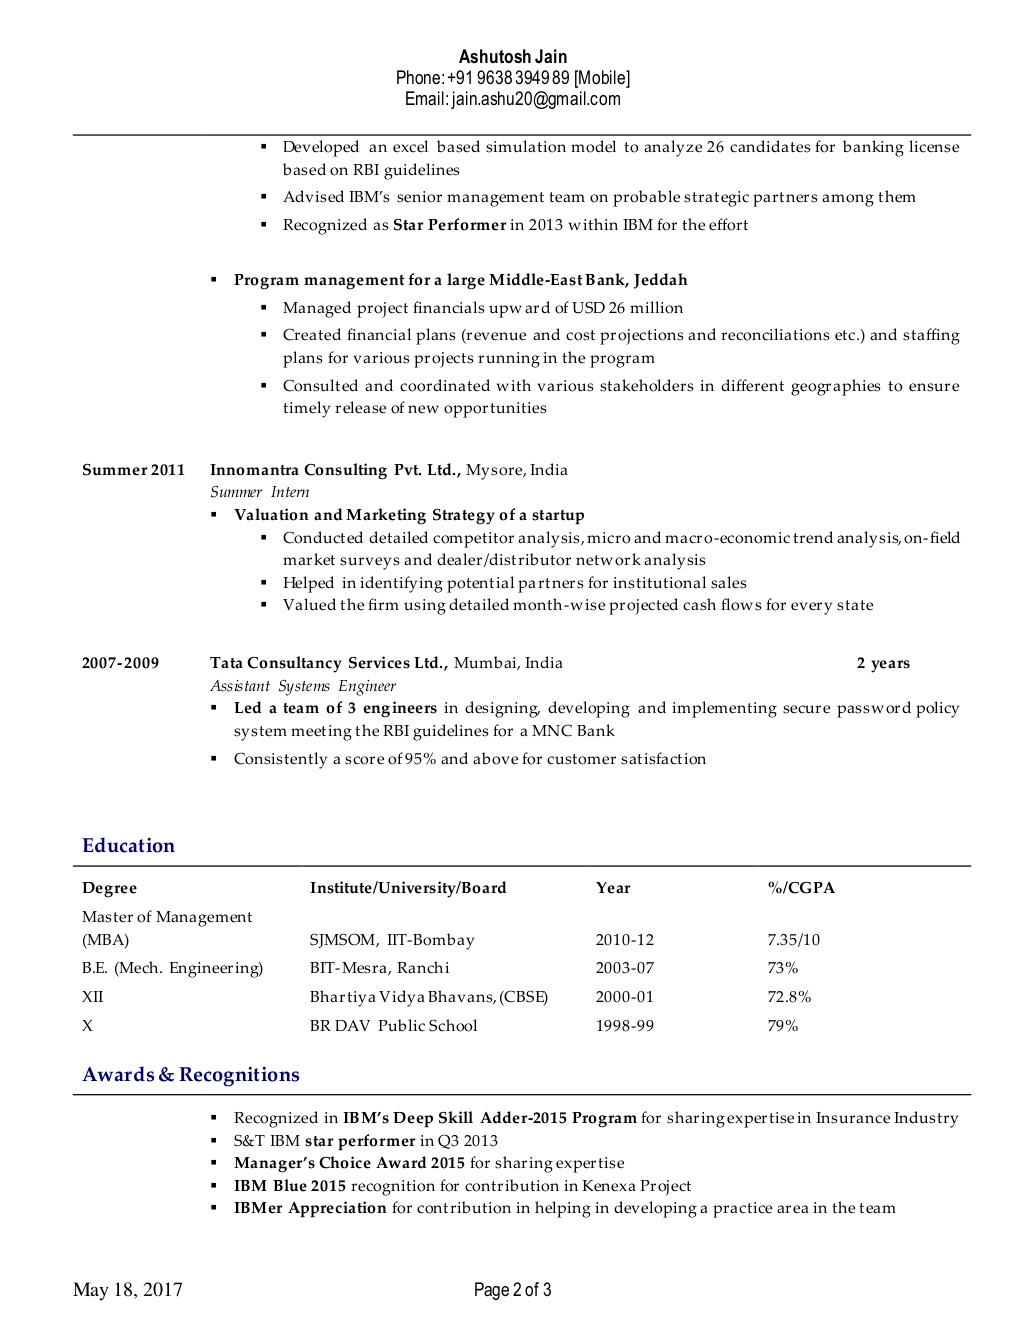 Ashutosh Jain
Phone: +91 9638 3949 89 [Mobile]
Email: jain.ashu20@gmail.com
▪ Developed an excel based simulation model to analyze 26 candidates for banking license
based on RBI guidelines
▪ Advised IBM's senior management team on probable strategic partners among them
▪ Recognized as Star Performer in 2013 within IBM for the effort
▪ Program management for a large Middle-East Bank, Jeddah
▪ Managed project financials upward of USD 26 million
▪ Created financial plans (revenue and cost projections and reconciliations etc.) and staffing
plans for various projects running in the program
▪ Consulted and coordinated with various stakeholders in different geographies to ensure
timely release of new opportunities
Summer 2011 Innomantra Consulting Pvt. Ltd., Mysore, India
Summer Intern
▪ Valuation and Marketing Strategy of a startup
▪ Conducted detailed competitor analysis, micro and macro-economic trend analysis, on-field
market surveys and dealer/distributor network analysis
▪ Helped in identifying potential partners for institutional sales
▪ Valued the firm using detailed month-wise projected cash flows for every state
2007-2009 Tata Consultancy Services Ltd., Mumbai, India 2 years
Assistant Systems Engineer
▪ Led a team of 3 engineers in designing, developing and implementing secure password policy
system meeting the RBI guidelines for a MNC Bank
▪ Consistently a score of 95% and above for customer satisfaction
Education
Degree Institute/University/Board Year %/CGPA
Master of Management
(MBA) SJMSOM, IIT-Bombay 2010-12 7.35/10
B.E. (Mech. Engineering) BIT-Mesra, Ranchi 2003-07 73%
XII Bhartiya Vidya Bhavans, (CBSE) 2000-01 72.8%
X BR DAV Public School 1998-99 79%
Awards & Recognitions
▪ Recognized in IBM's Deep Skill Adder-2015 Program for sharing expertise in Insurance Industry
▪ S&T IBM star performer in Q3 2013
▪ Manager's Choice Award 2015 for sharing expertise
▪ IBM Blue 2015 recognition for contribution in Kenexa Project
▪ IBMer Appreciation for contribution in helping in developing a practice area in the team
May 18, 2017 Page 2 of 3